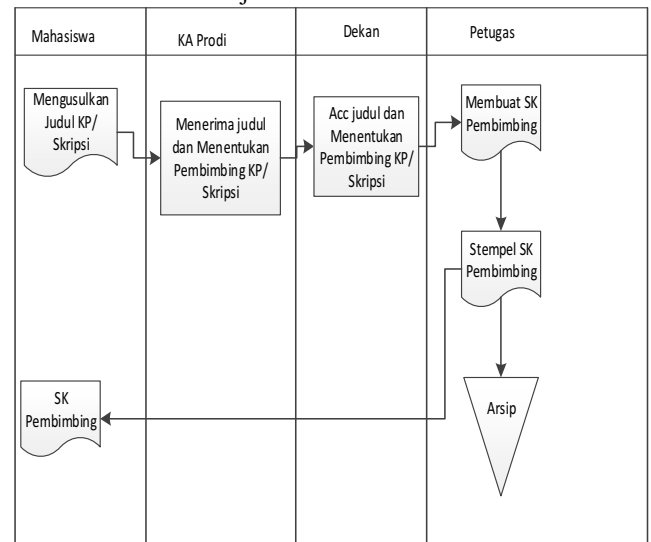 Mahasiswa
KA Prodi
Dekan
Petugas
Mengusulkan
Judul KP/
Skripsi
Menerima judul
dan Menentukan
Pembimbing KP/
Skripsi
Acc judul dan
Menentukan
Pembimbing KP/
Skripsi
Membuat SK
Pembimbing
Stempel SK
Pembimbing
SK
Pembimbing
Arsip